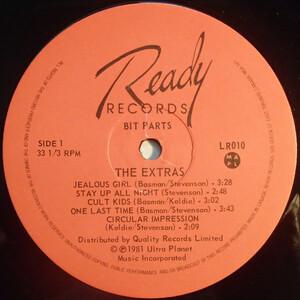 Ready
RECORDS
BIT PARTS
SIDE 1
33 1/3 RPM
LR010
THE EXTRAS
JEALOUS GIRL (Basman/Stevenson) - 3:28
STAY UP ALL NIGHT (Basman/Stevenson) - 2:48
CULT KIDS (Basman/Keldie) - 3:02
ONE LAST TIME (Basman/Stevenson) - 3:43
CIRCULAR IMPRESSION
(Keldie/Stevenson) - 2:09
Distributed by Quality Records Limited
©℗1981 Ultra Planet
Music Incorporated